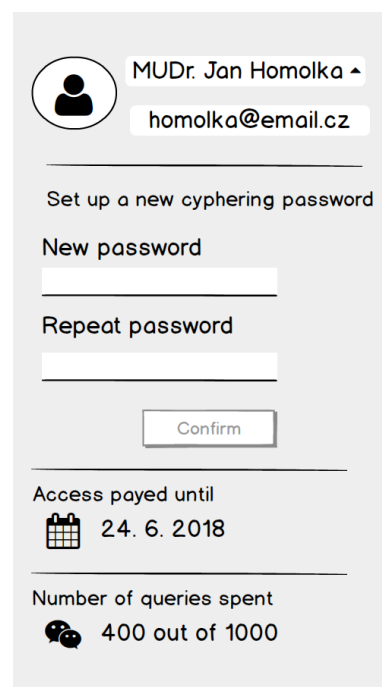 MUDr. Jan Homolka
homolka@email.cz
Set up a new cyphering password
New password
Repeat password
Confirm
Access payed until
24. 6. 2018
Number of queries spent
400 out of 1000